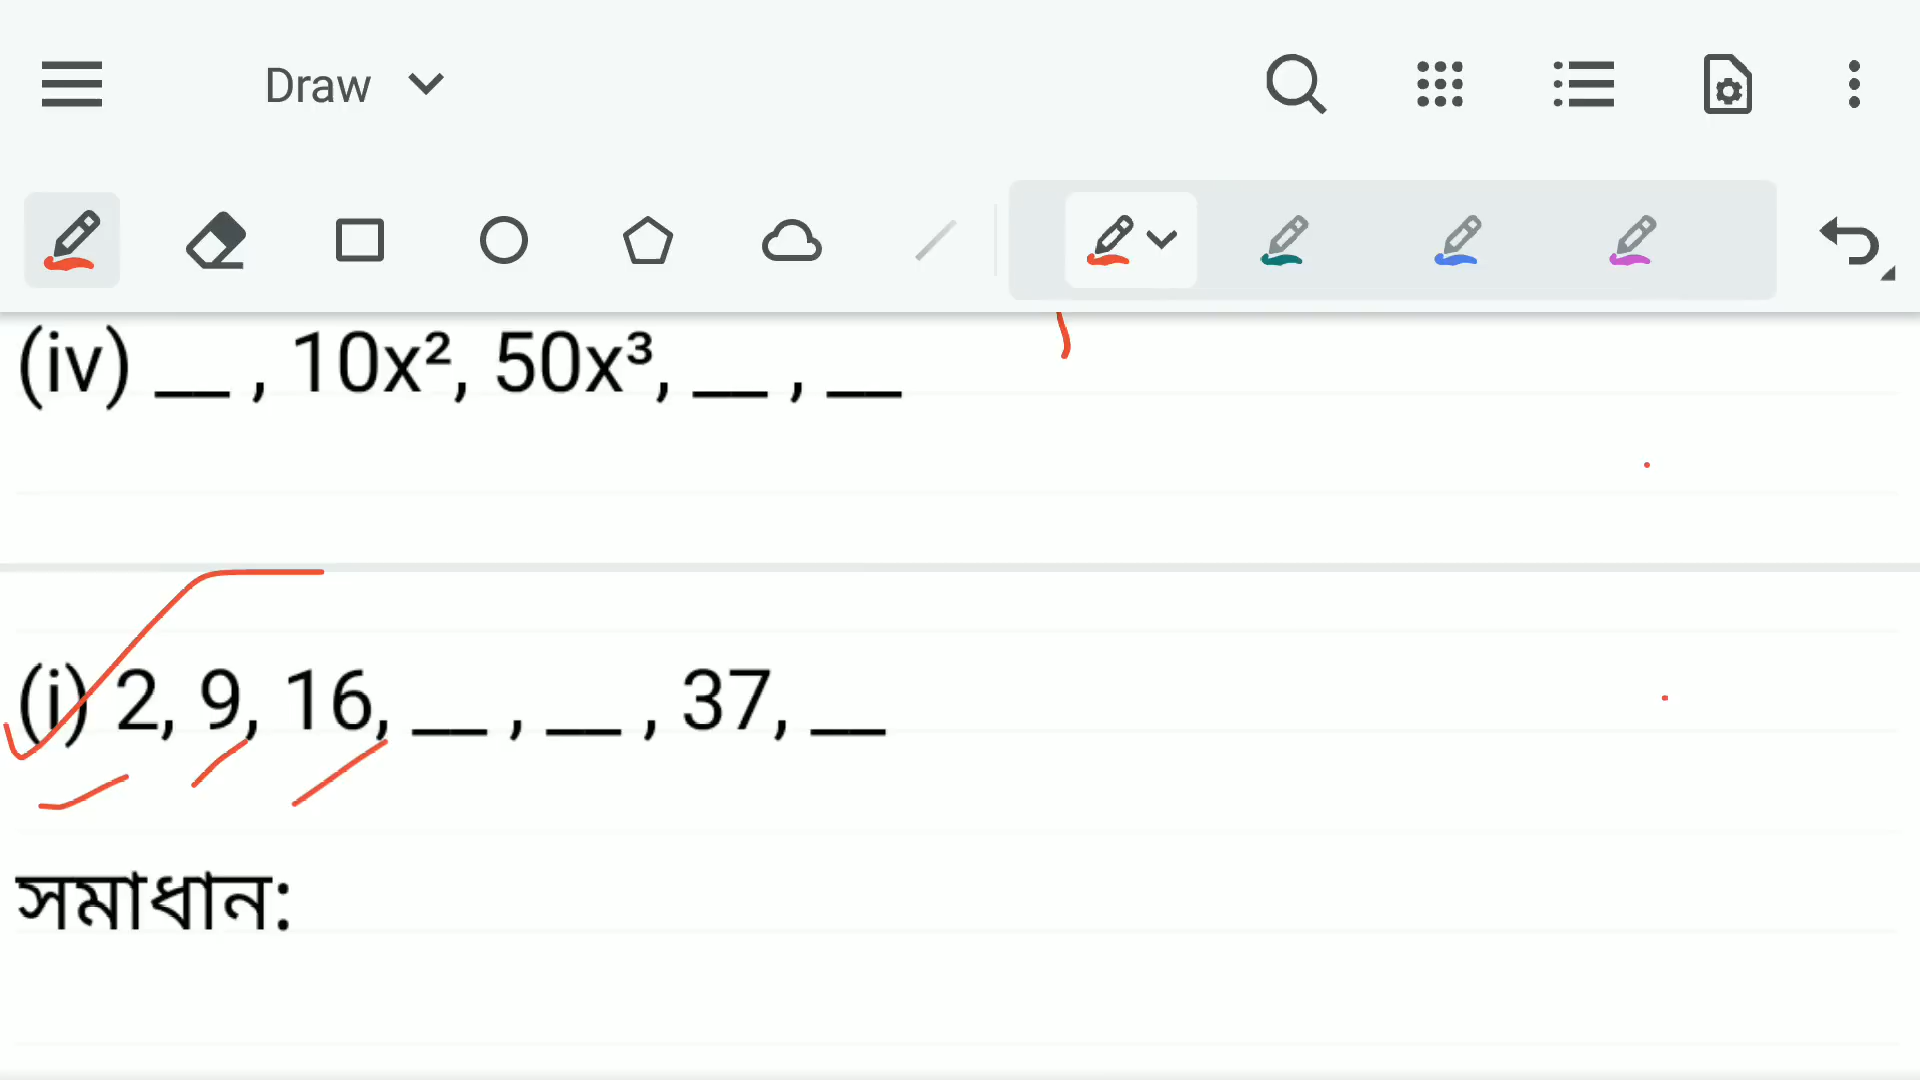 Draw
(iv) __ , 10x², 50x³, __ , __
(i) 2, 9, 16, __ , __ , 37, __
সমাধান: